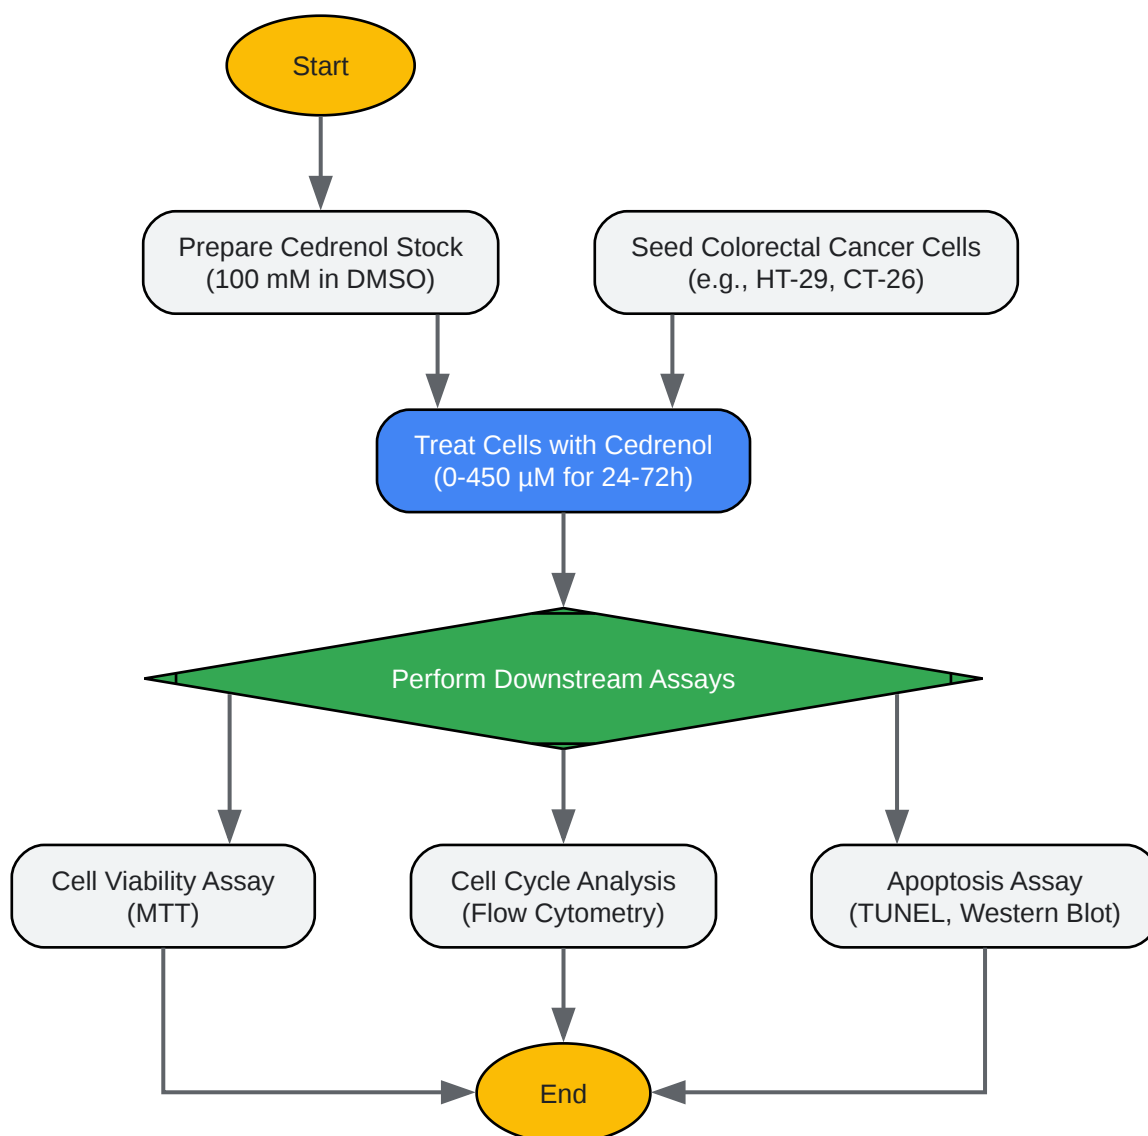 Start
Prepare Cedrenol Stock
(100 mM in DMSO)
Seed Colorectal Cancer Cells
(e.g., HT-29, CT-26)
Treat Cells with Cedrenol
(0-450 µM for 24-72h)
Perform Downstream Assays
Cell Viability Assay
(MTT)
Cell Cycle Analysis
(Flow Cytometry)
Apoptosis Assay
(TUNEL, Western Blot)
End